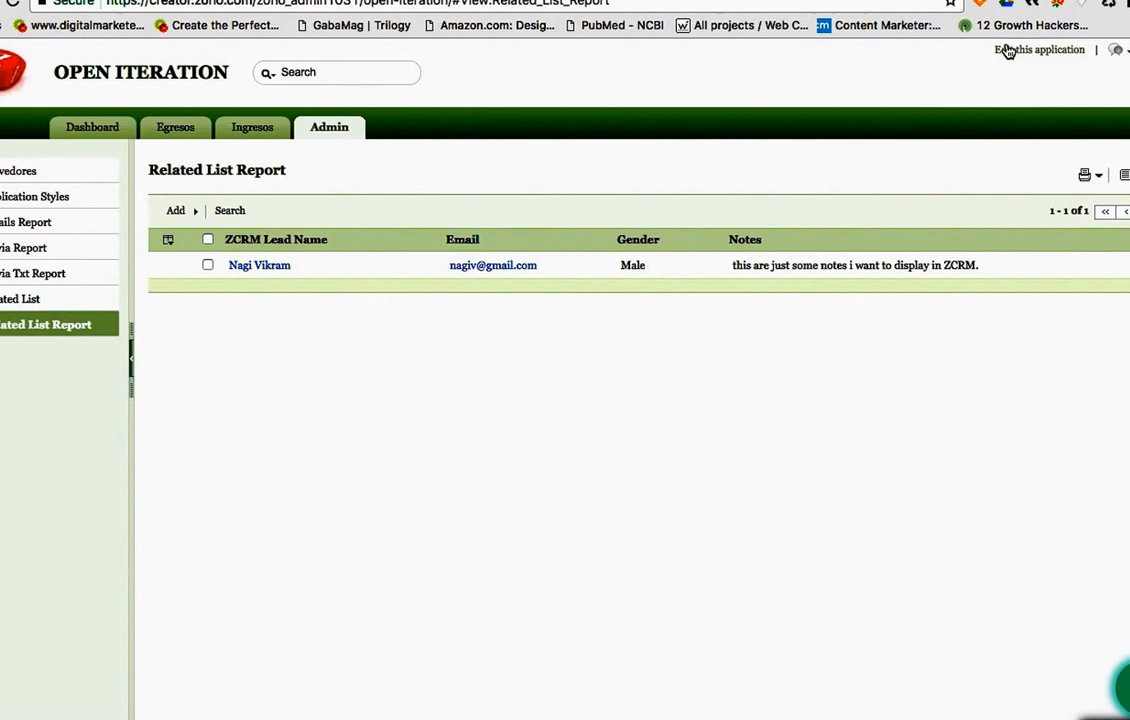 Secure https://creator.zoho.com/zoho_admin1031/open-iteration/#View:Related_List_Report
www.digitalmarkete... Create the Perfect... GabaMag | Trilogy Amazon.com: Desig... PubMed - NCBI All projects / Web C... Content Marketer:... 12 Growth Hackers...
this application |
OPEN ITERATION Search
Dashboard Egresos Ingresos Admin
vedores
Related List Report
lication Styles
Add Search 1 - 1 of 1
ails Report
ZCRM Lead Name Email Gender Notes
via Report
Nagi Vikram nagiv@gmail.com Male this are just some notes i want to display in ZCRM.
via Txt Report
ated List
ated List Report